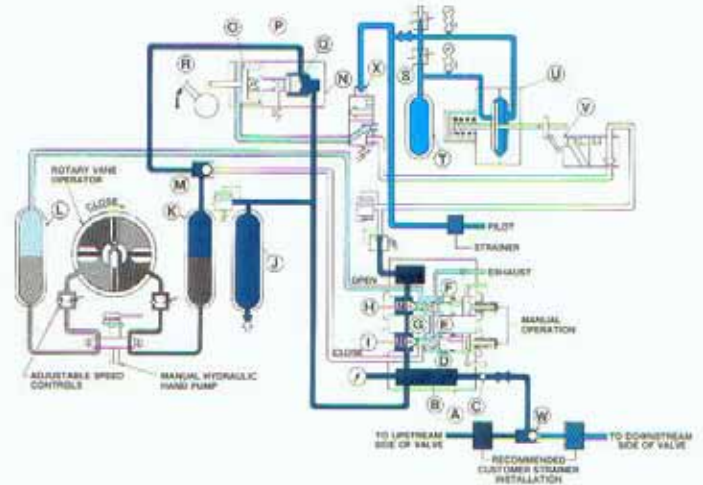 P
O
Q
R
N
X
S
U
V
T
ROTARY VANE
OPERATOR
M
CLOSE
L
K
PILOT
STRAINER
J
OPEN
EXHAUST
F
H
G
E
MANUAL
OPERATION
I
CLOSE
D
ADJUSTABLE SPEED
CONTROLS
MANUAL HYDRAULIC
HAND PUMP
B
A
C
W
TO UPSTREAM
SIDE OF VALVE
TO DOWNSTREAM
SIDE OF VALVE
RECOMMENDED
CUSTOMER STRAINER
INSTALLATION